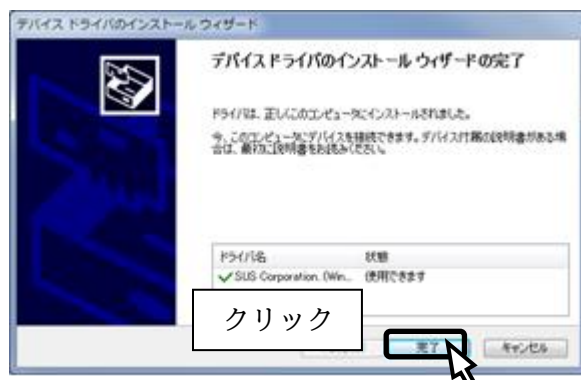 デバイス ドライバのインストール ウィザード
デバイス ドライバのインストール ウィザードの完了
ドライバは、正しくこのコンピュータにインストールされました。
今、このコンピュータにデバイスを接続できます。デバイス付属の説明書がある場
合は、最初に説明書をお読みください。
ドライバ名 状態
SUS Corporation. (Win... 使用できます
クリック
完了 キャンセル